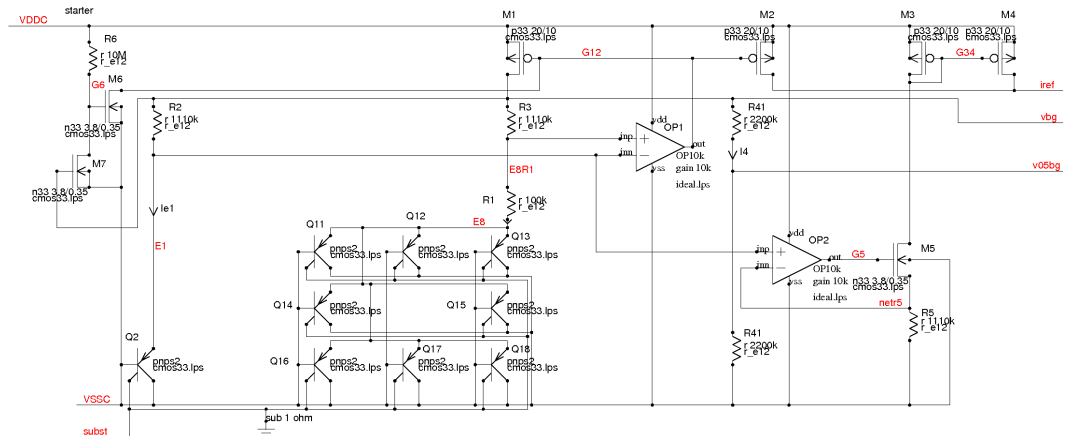 starter
VDDC
M1
M2
M3
M4
p33 20/10
cmos33.lps
p33 20/10
cmos33.lps
p33 20/10
cmos33.lps
p33 20/10
cmos33.lps
R6
r 10M
r_e12
G12
G34
G6
M6
iref
R2
r 1110k
r_e12
R3
r 1110k
r_e12
R41
r 2200k
r_e12
vbg
n33 3.8/0.35
cmos33.lps
vdd
OP1
inp
inn
out
vss
OP10k
gain 10k
ideal.lps
I4
v05bg
M7
n33 3.8/0.35
cmos33.lps
E8R1
R1
r 100k
r_e12
Ie1
E1
E8
Q11
Q12
Q13
pnps2
cmos33.lps
pnps2
cmos33.lps
pnps2
cmos33.lps
vdd
OP2
inp
inn
out
vss
OP10k
gain 10k
ideal.lps
G5
M5
n33 3.8/0.35
cmos33.lps
netr5
Q14
Q15
pnps2
cmos33.lps
pnps2
cmos33.lps
R5
r 1110k
r_e12
R41
r 2200k
r_e12
Q2
pnps2
cmos33.lps
Q16
Q17
Q18
pnps2
cmos33.lps
pnps2
cmos33.lps
pnps2
cmos33.lps
VSSC
sub 1 ohm
subst